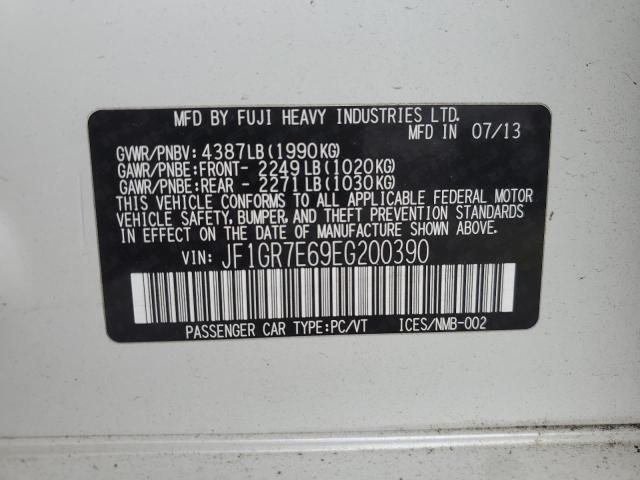 MFD BY FUJI HEAVY INDUSTRIES LTD.
MFD IN 07/13
GVWR/PNBV: 4387LB(1990KG)
GAWR/PNBE:FRONT- 2249LB(1020KG)
GAWR/PNBE:REAR - 2271LB(1030KG)
THIS VEHICLE CONFORMS TO ALL APPLICABLE FEDERAL MOTOR
VEHICLE SAFETY, BUMPER, AND THEFT PREVENTION STANDARDS
IN EFFECT ON THE DATE OF MANUFACTURE SHOWN ABOVE.
VIN: JF1GR7E69EG200390
PASSENGER CAR TYPE:PC/VT ICES/NMB-002